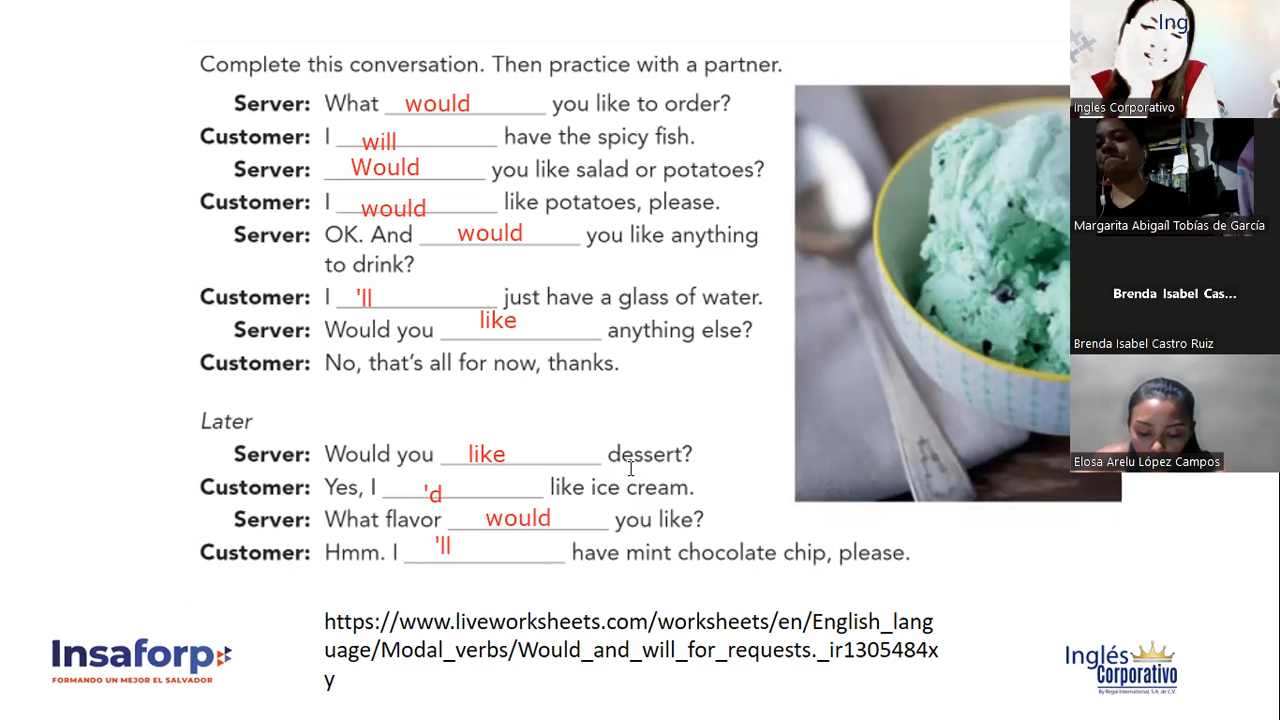 Complete this conversation. Then practice with a partner.
Server: What would you like to order?
Customer: I will have the spicy fish.
Server: Would you like salad or potatoes?
Customer: I would like potatoes, please.
Server: OK. And would you like anything
to drink?
Customer: I 'll just have a glass of water.
Server: Would you like anything else?
Customer: No, that's all for now, thanks.
Later
Server: Would you like dessert?
Customer: Yes, I 'd like ice cream.
Server: What flavor would you like?
Customer: Hmm. I 'll have mint chocolate chip, please.
https://www.liveworksheets.com/worksheets/en/English_lang
uage/Modal_verbs/Would_and_will_for_requests._ir1305484x
y
Insaforp
FORMANDO UN MEJOR EL SALVADOR
Inglés
Corporativo
By Regal International, S.A. de C.V.
Ing
Ingles Corporativo
Margarita Abigaíl Tobías de García
Brenda Isabel Cas...
Brenda Isabel Castro Ruiz
Elosa Arelu López Campos